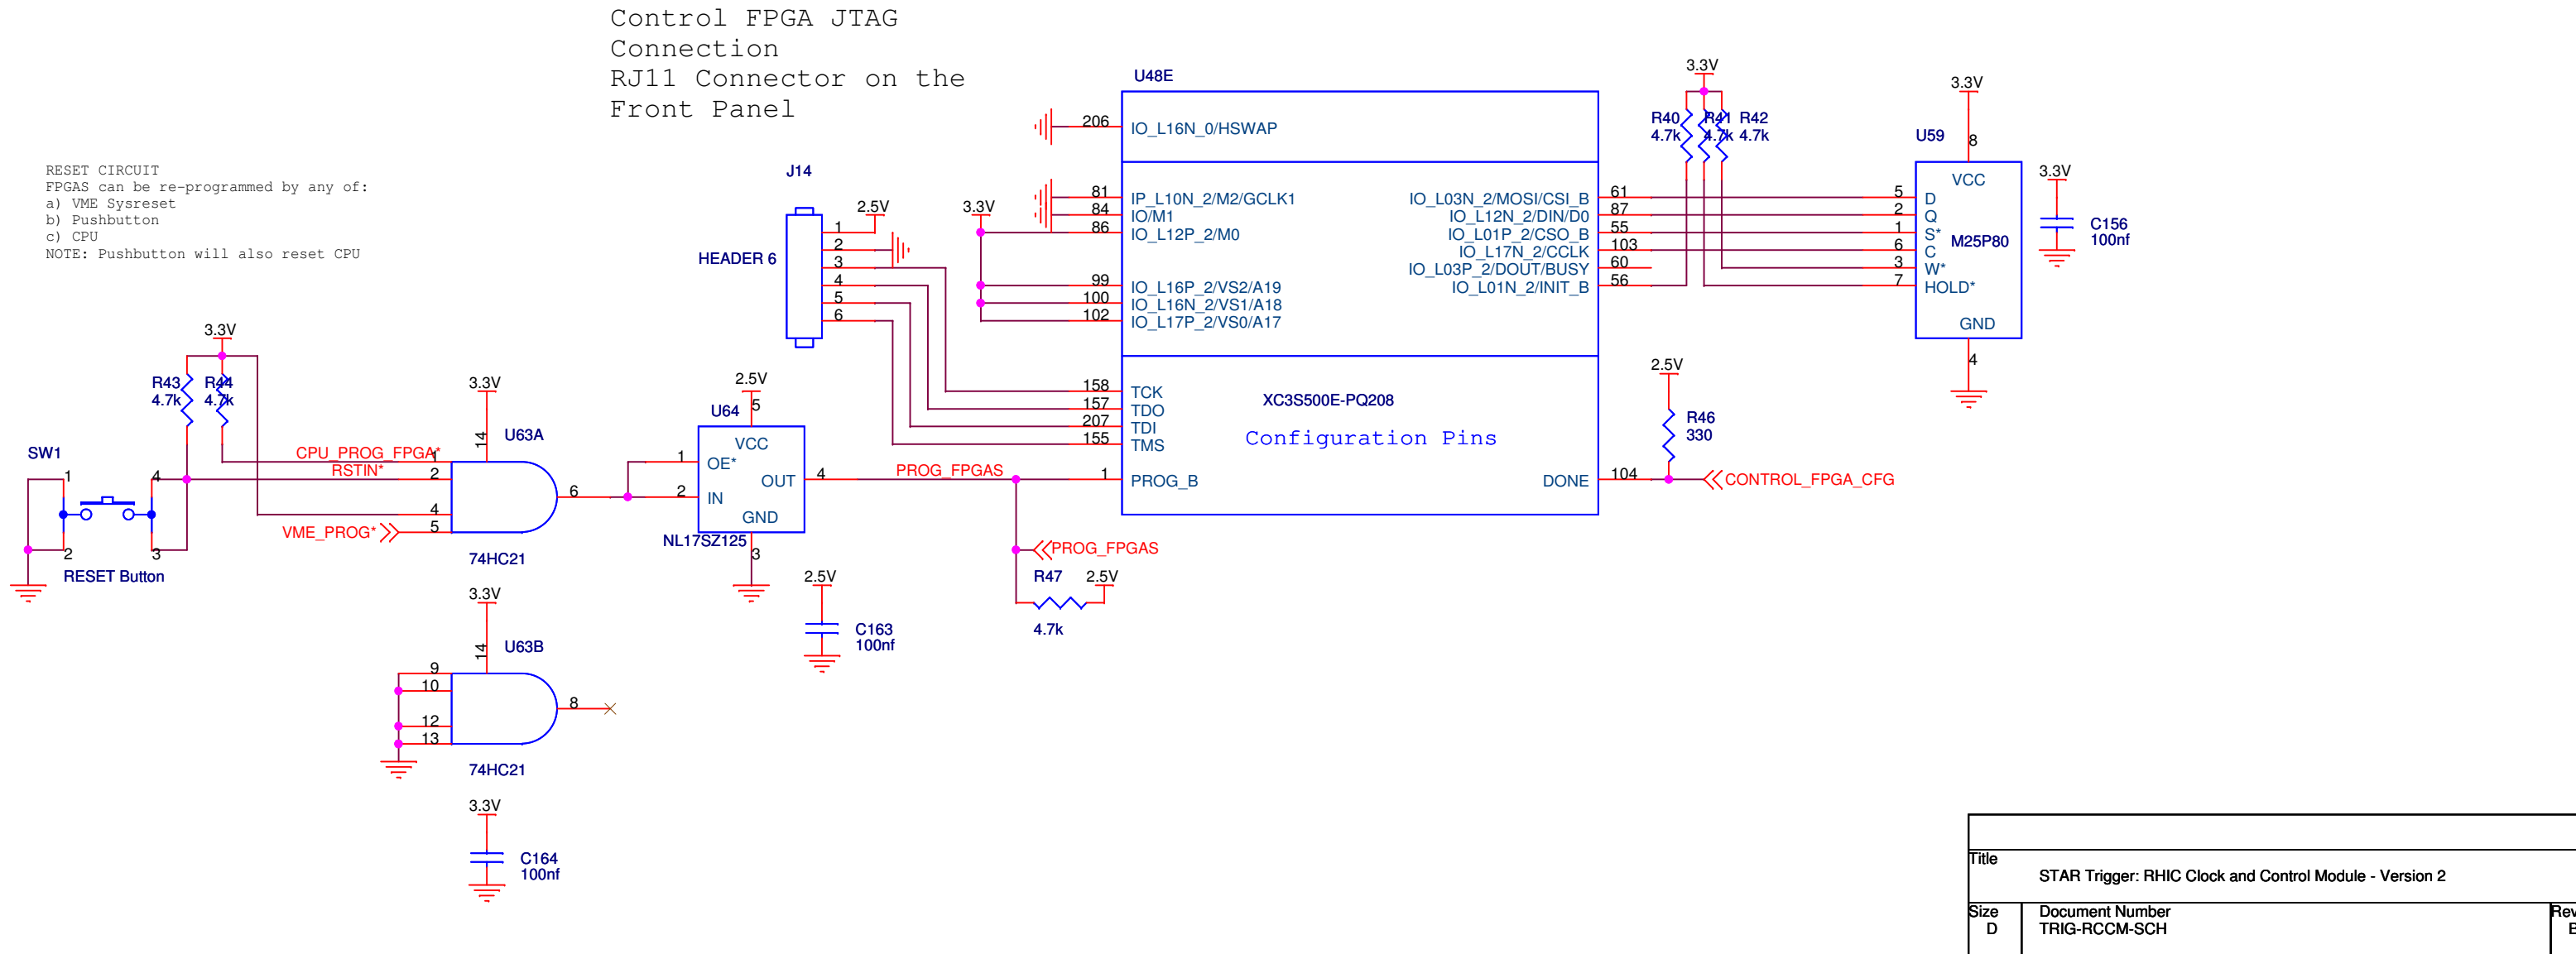 Control FPGA JTAG
Connection
RJ11 Connector on the
Front Panel
RESET CIRCUIT
FPGAS can be re-programmed by any of:
a) VME Sysreset
b) Pushbutton
c) CPU
NOTE: Pushbutton will also reset CPU
3.3V
R43
4.7k
R44
4.7k
SW1
1
2
4
3
RESET Button
CPU_PROG_FPGA*
RSTIN*
VME_PROG*
3.3V
14
U63A
1
2
4
5
6
74HC21
3.3V
14
U63B
9
10
12
13
8
74HC21
3.3V
C164
100nf
2.5V
5
U64
VCC
1
OE*
OUT
4
2
IN
GND
NL17SZ125
3
2.5V
C163
100nf
PROG_FPGAS
PROG_FPGAS
R47
2.5V
4.7k
J14
HEADER 6
1
2
3
4
5
6
2.5V
3.3V
U48E
206
IO_L16N_0/HSWAP
81
IP_L10N_2/M2/GCLK1
84
IO/M1
86
IO_L12P_2/M0
99
IO_L16P_2/VS2/A19
100
IO_L16N_2/VS1/A18
102
IO_L17P_2/VS0/A17
158
TCK
157
TDO
207
TDI
155
TMS
1
PROG_B
XC3S500E-PQ208
Configuration Pins
IO_L03N_2/MOSI/CSI_B
61
IO_L12N_2/DIN/D0
87
IO_L01P_2/CSO_B
55
IO_L17N_2/CCLK
103
IO_L03P_2/DOUT/BUSY
60
IO_L01N_2/INIT_B
56
DONE
104
CONTROL_FPGA_CFG
2.5V
R46
330
3.3V
R40
4.7k
R41
4.7k
R42
4.7k
3.3V
8
U59
VCC
5
D
2
Q
1
S*
6
C
3
W*
7
HOLD*
M25P80
GND
4
3.3V
C156
100nf
Title
STAR Trigger: RHIC Clock and Control Module - Version 2
Size
D
Document Number
TRIG-RCCM-SCH
Rev